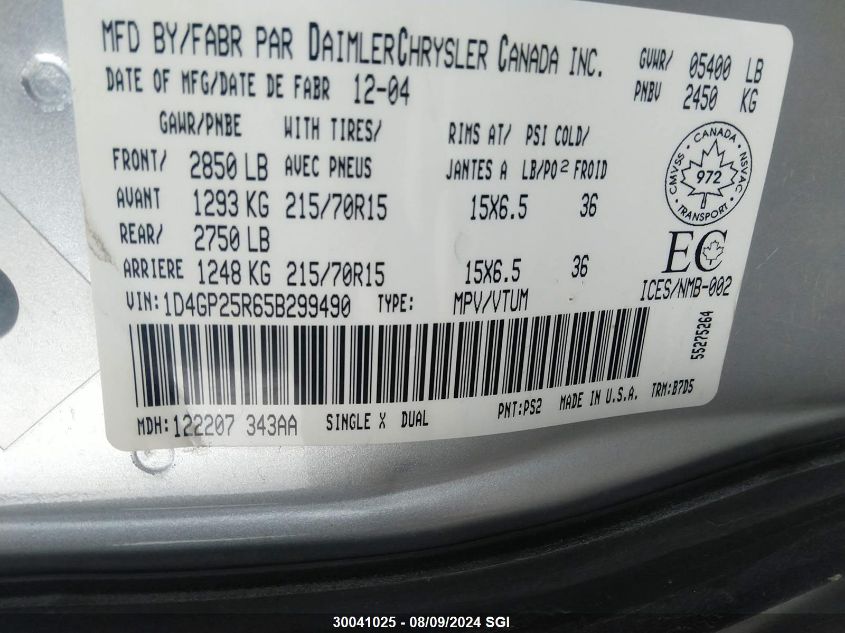 MFD BY/FABR PAR DAIMLERCHRYSLER CANADA INC. GVWR/ 05400 LB
DATE OF MFG/DATE DE FABR 12-04 PNBV 2450 KG
GAWR/PNBE WITH TIRES/ RIMS AT/ PSI COLD/
FRONT/ 2850 LB AVEC PNEUS JANTES A LB/PO² FROID
AVANT 1293 KG 215/70R15 15X6.5 36
REAR/ 2750 LB
ARRIERE 1248 KG 215/70R15 15X6.5 36
CANADA
CMVSS 972 NSVAC
TRANSPORT
EC
ICES/NMB-002
VIN:1D4GP25R65B299490 TYPE: MPV/VTUM
55275264
MDH:122207 343AA SINGLE X DUAL PNT:PS2 MADE IN U.S.A. TRM:B7D5
30041025 - 08/09/2024 SGI